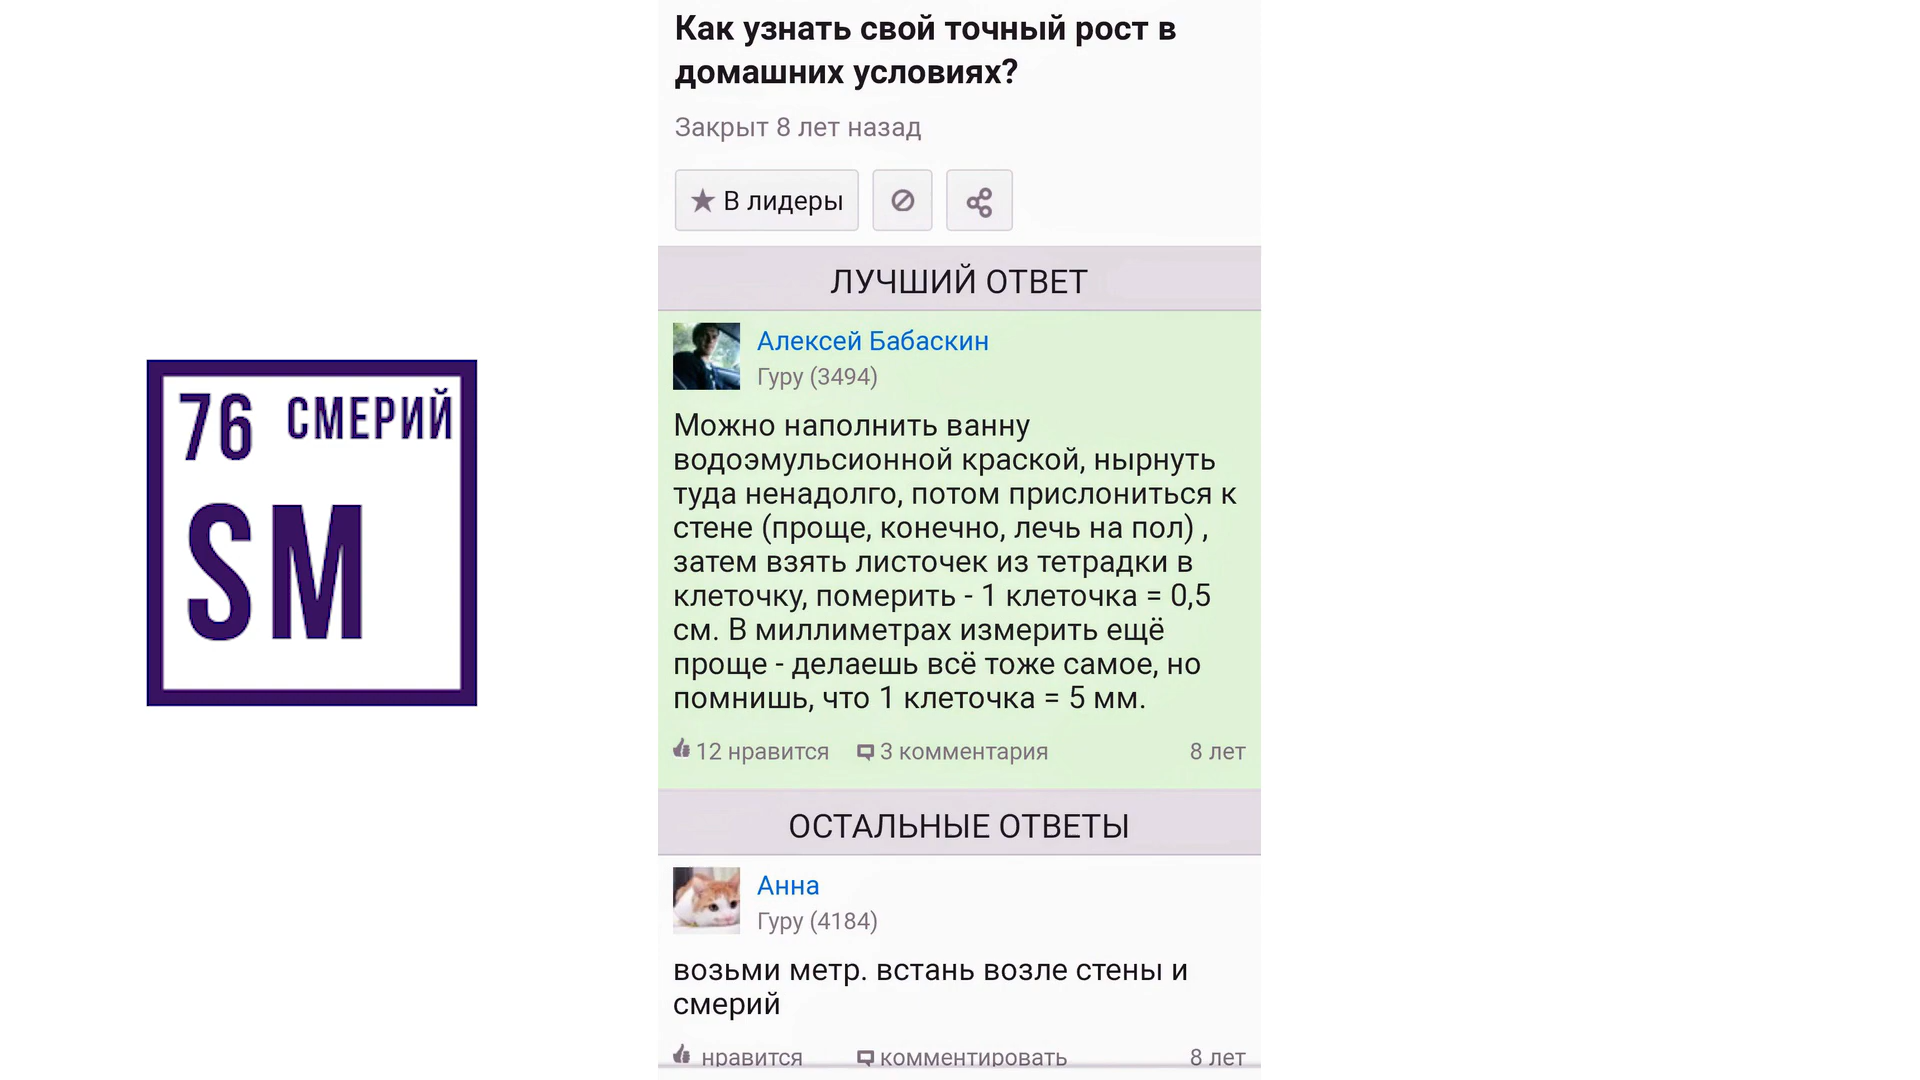 76 СМЕРИЙ
SM
Как узнать свой точный рост в
домашних условиях?
Закрыт 8 лет назад
В лидеры
ЛУЧШИЙ ОТВЕТ
Алексей Бабаскин
Гуру (3494)
Можно наполнить ванну
водоэмульсионной краской, нырнуть
туда ненадолго, потом прислониться к
стене (проще, конечно, лечь на пол) ,
затем взять листочек из тетрадки в
клеточку, померить - 1 клеточка = 0,5
см. В миллиметрах измерить ещё
проще - делаешь всё тоже самое, но
помнишь, что 1 клеточка = 5 мм.
12 нравится 3 комментария 8 лет
ОСТАЛЬНЫЕ ОТВЕТЫ
Анна
Гуру (4184)
возьми метр. встань возле стены и
смерий
нравится комментировать 8 лет